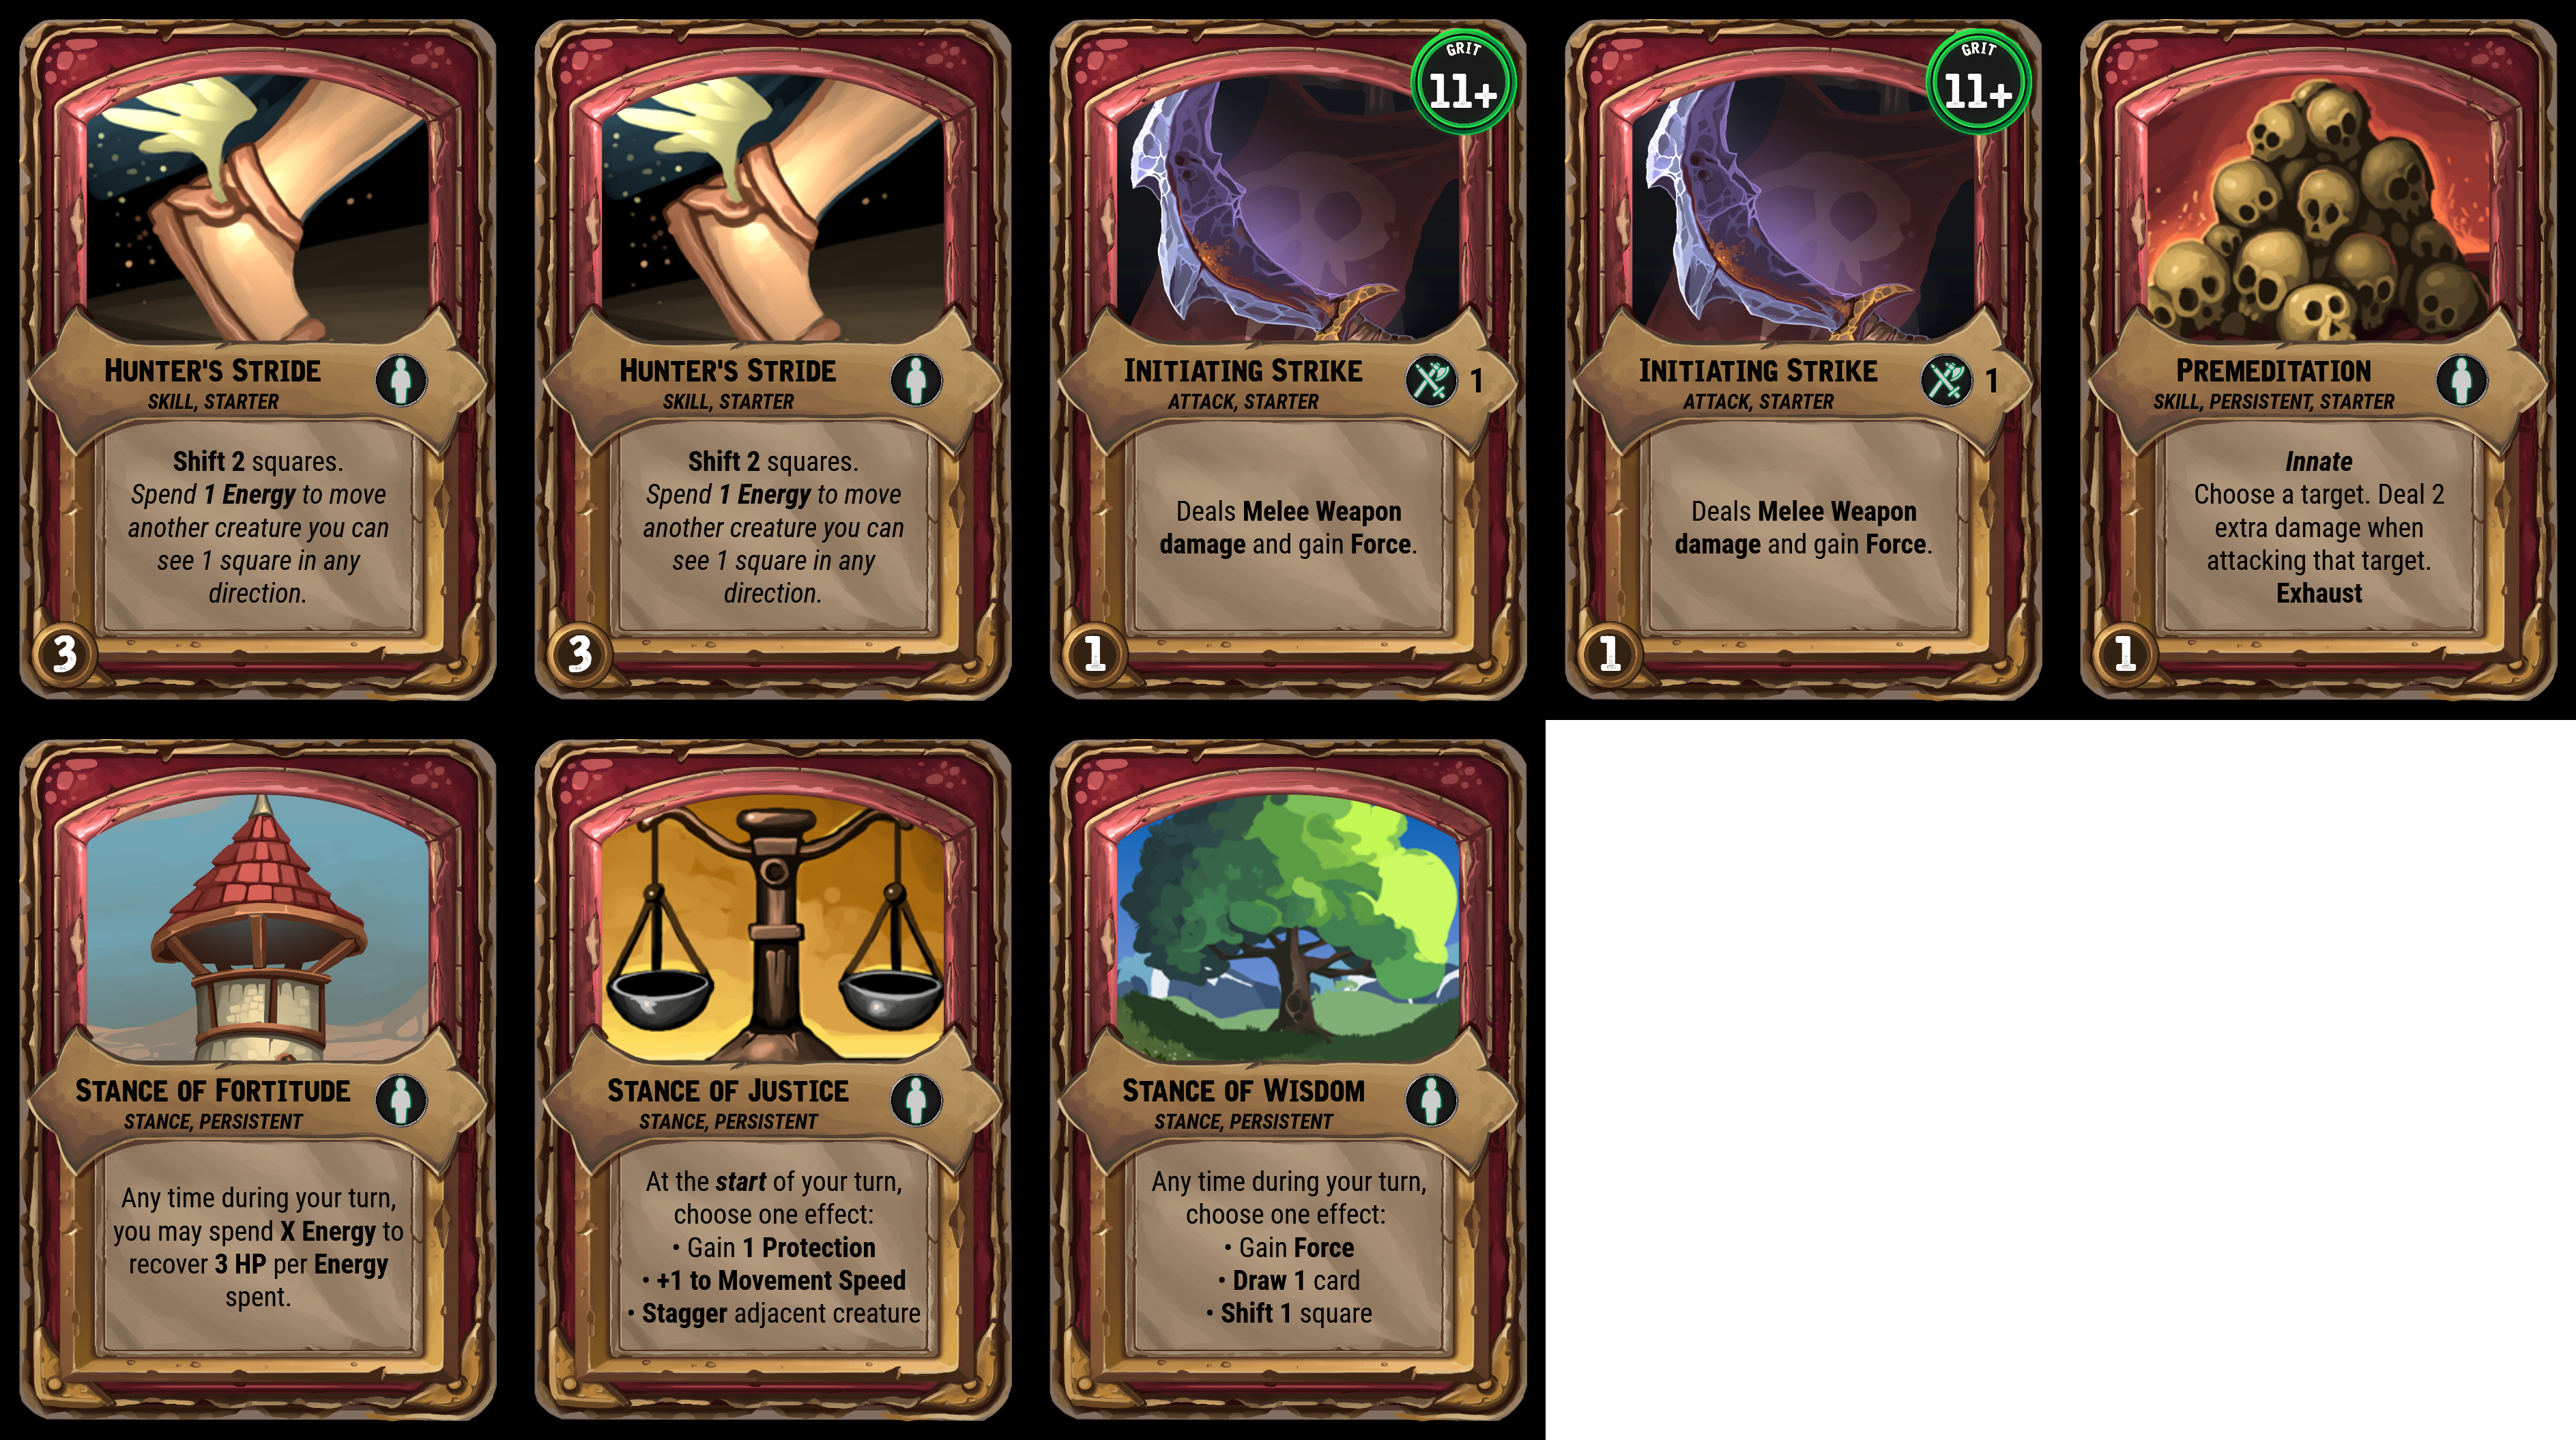 HUNTER'S STRIDE
SKILL, STARTER
Shift 2 squares.
Spend 1 Energy to move
another creature you can
see 1 square in any
direction.
3
HUNTER'S STRIDE
SKILL, STARTER
Shift 2 squares.
Spend 1 Energy to move
another creature you can
see 1 square in any
direction.
3
GRIT
11+
INITIATING STRIKE
1
ATTACK, STARTER
Deals Melee Weapon
damage and gain Force.
1
GRIT
11+
INITIATING STRIKE
1
ATTACK, STARTER
Deals Melee Weapon
damage and gain Force.
1
PREMEDITATION
SKILL, PERSISTENT, STARTER
Innate
Choose a target. Deal 2
extra damage when
attacking that target.
Exhaust
1
STANCE OF FORTITUDE
STANCE, PERSISTENT
Any time during your turn,
you may spend X Energy to
recover 3 HP per Energy
spent.
STANCE OF JUSTICE
STANCE, PERSISTENT
At the start of your turn,
choose one effect:
• Gain 1 Protection
• +1 to Movement Speed
• Stagger adjacent creature
STANCE OF WISDOM
STANCE, PERSISTENT
Any time during your turn,
choose one effect:
• Gain Force
• Draw 1 card
• Shift 1 square